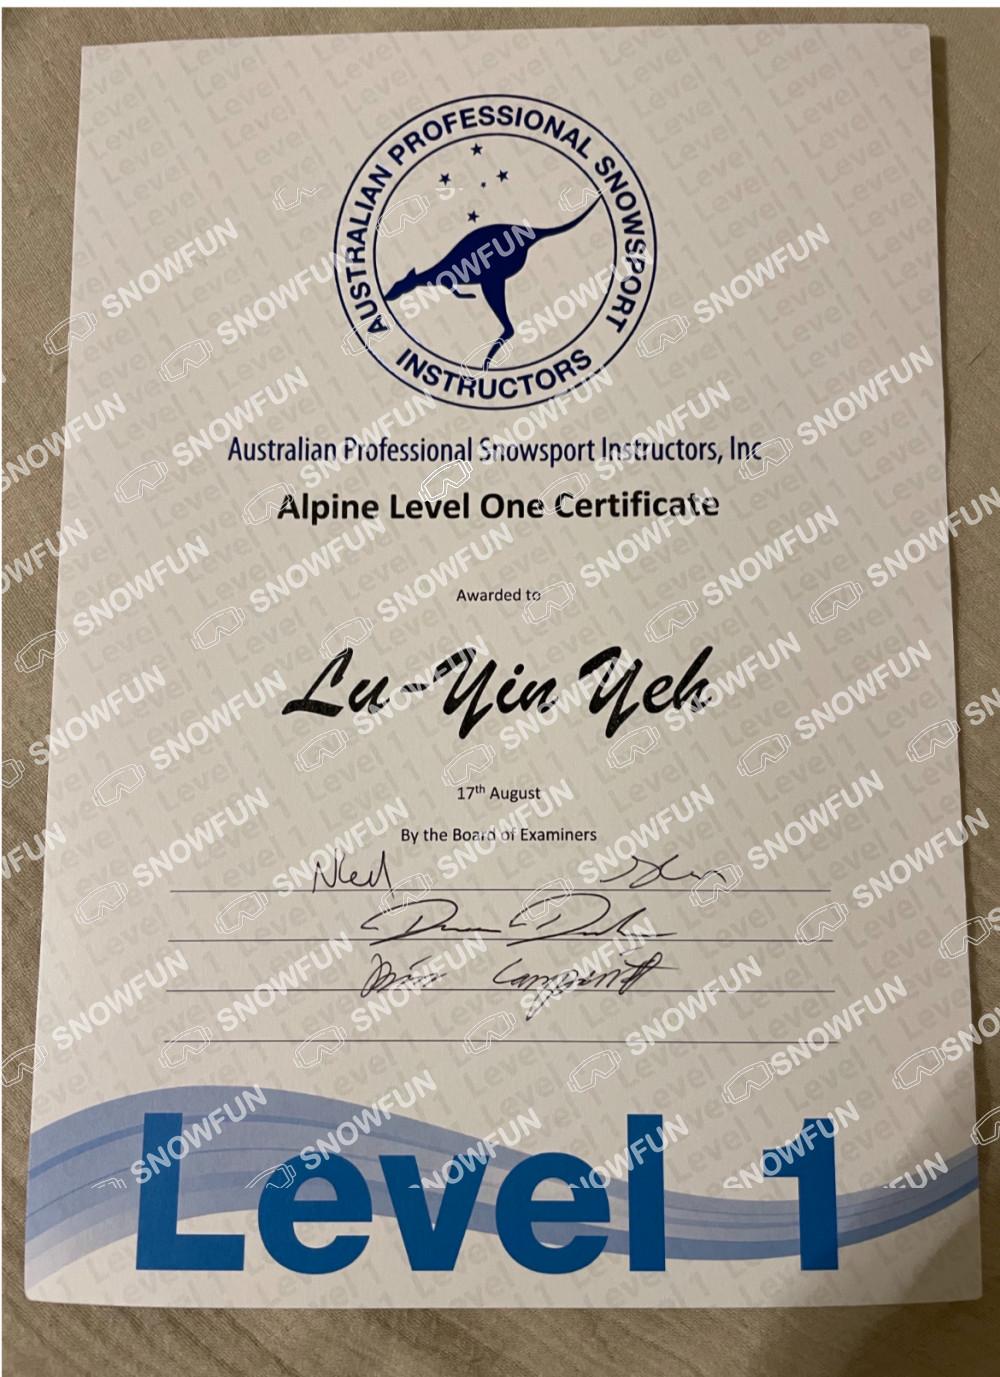 AUSTRALIAN PROFESSIONAL SNOWSPORT
INSTRUCTORS
Australian Professional Snowsport Instructors, Inc
Alpine Level One Certificate
Awarded to
Lu-Yin Yeh
17th August
By the Board of Examiners
Level 1
SNOWFUN